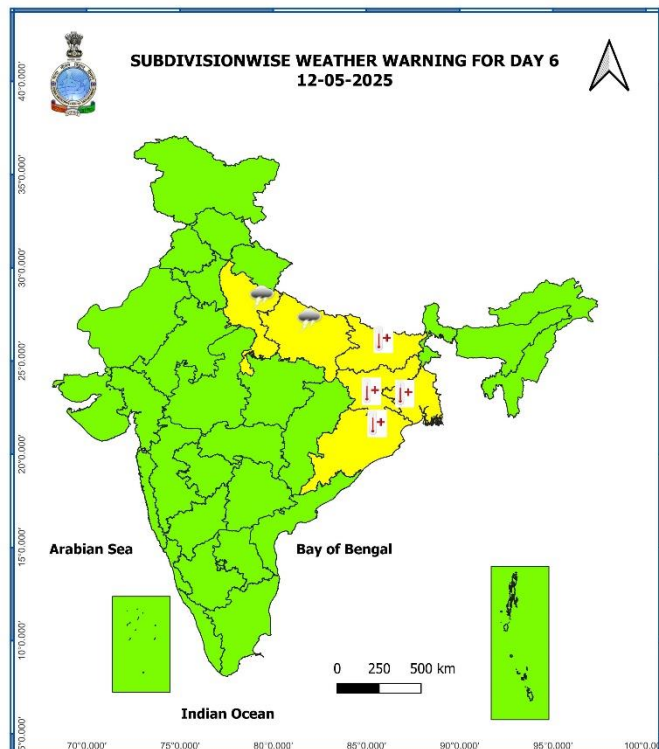 SUBDIVISIONWISE WEATHER WARNING FOR DAY 6
12-05-2025
40°0.000'
35°0.000'
30°0.000'
25°0.000'
20°0.000'
15°0.000'
10°0.000'
5°0.000'
Arabian Sea
Bay of Bengal
0 250 500 km
Indian Ocean
70°0.000' 75°0.000' 80°0.000' 85°0.000' 90°0.000' 95°0.000' 100°0.0